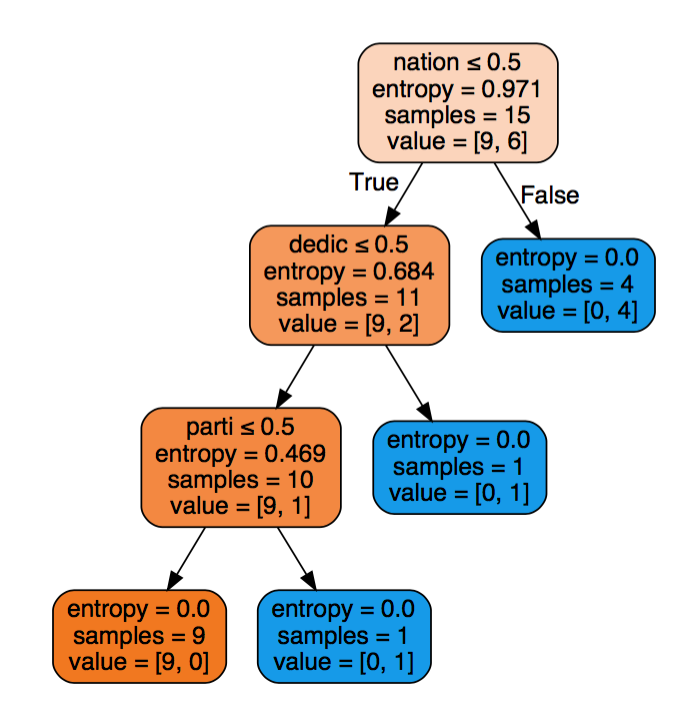 nation ≤ 0.5
entropy = 0.971
samples = 15
value = [9, 6]
True
False
dedic ≤ 0.5
entropy = 0.684
samples = 11
value = [9, 2]
entropy = 0.0
samples = 4
value = [0, 4]
parti ≤ 0.5
entropy = 0.469
samples = 10
value = [9, 1]
entropy = 0.0
samples = 1
value = [0, 1]
entropy = 0.0
samples = 9
value = [9, 0]
entropy = 0.0
samples = 1
value = [0, 1]